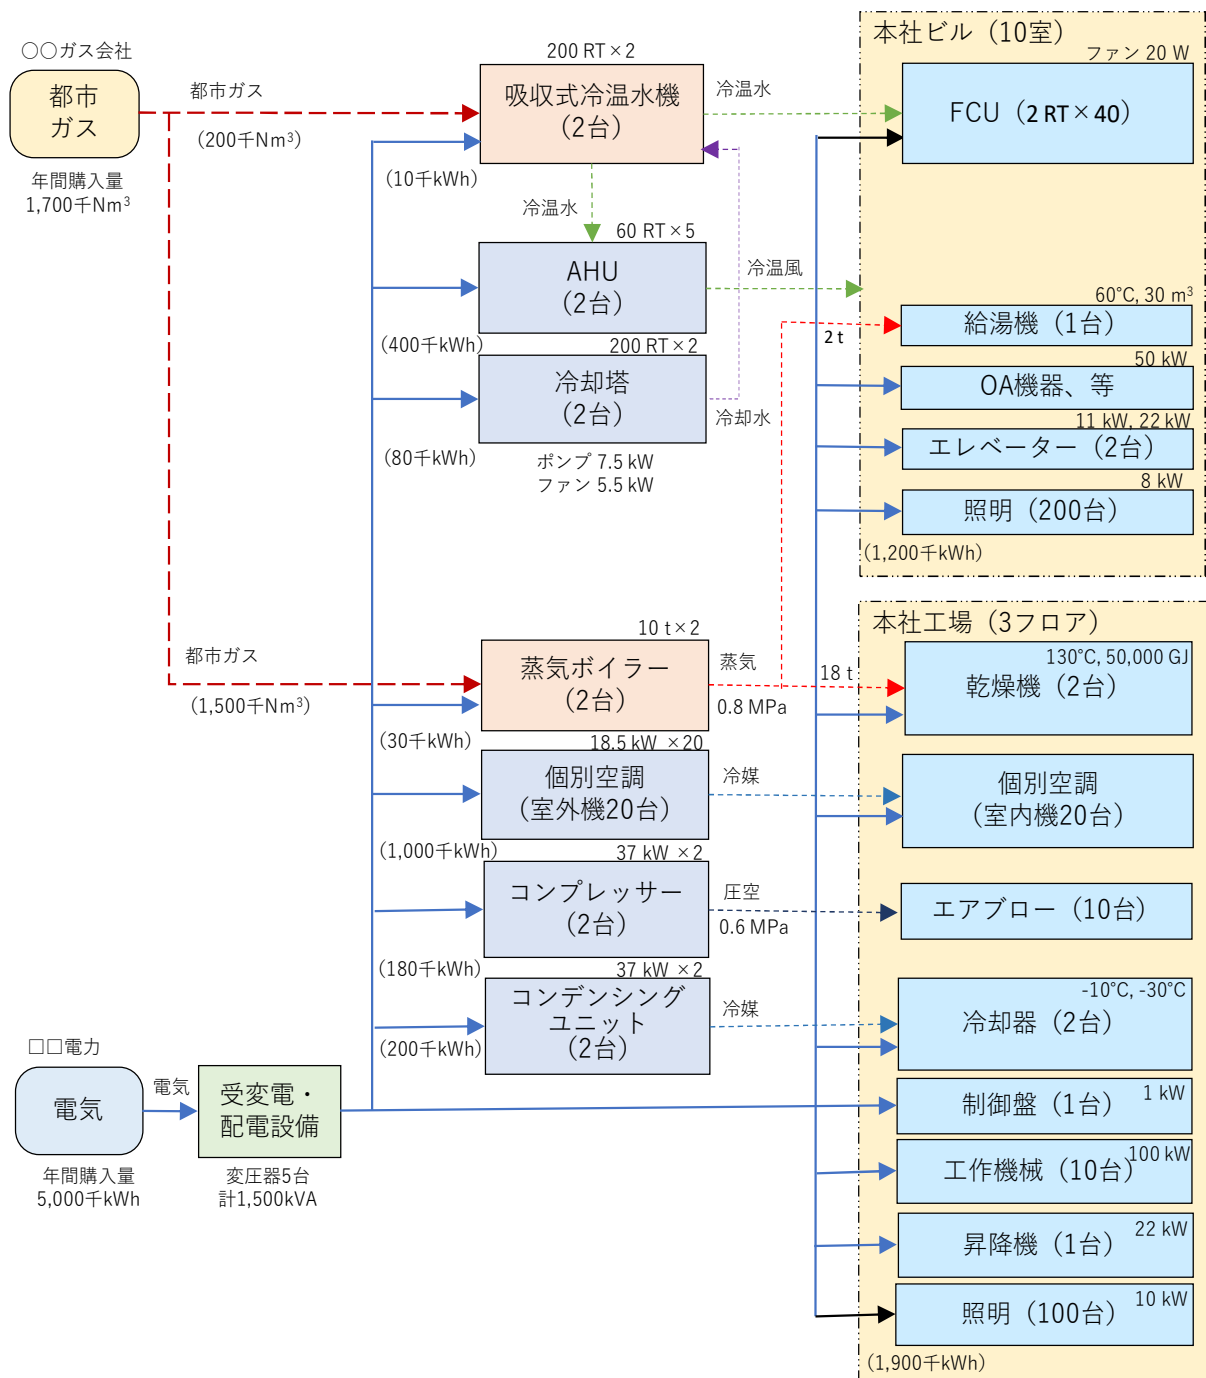 ○○ガス会社
都市
ガス
年間購入量
1,700千Nm³
都市ガス
(200千Nm³)
200 RT×2
吸収式冷温水機
（2台）
冷温水
(10千kWh)
冷温水
60 RT×5
AHU
（2台）
冷温風
(400千kWh)
200 RT×2
冷却塔
（2台）
冷却水
(80千kWh)
ポンプ 7.5 kW
ファン 5.5 kW
本社ビル（10室）
ファン 20 W
FCU（2 RT×40）
60°C, 30 m³
給湯機（1台）
2 t
50 kW
OA機器、等
11 kW, 22 kW
エレベーター（2台）
8 kW
照明（200台）
(1,200千kWh)
都市ガス
(1,500千Nm³)
10 t×2
蒸気ボイラー
（2台）
蒸気
0.8 MPa
18 t
(30千kWh)
18.5 kW ×20
個別空調
（室外機20台）
冷媒
(1,000千kWh)
37 kW ×2
コンプレッサー
（2台）
圧空
0.6 MPa
(180千kWh)
37 kW ×2
コンデンシング
ユニット
（2台）
冷媒
(200千kWh)
本社工場（3フロア）
130°C, 50,000 GJ
乾燥機（2台）
個別空調
（室内機20台）
エアブロー（10台）
-10°C, -30°C
冷却器（2台）
制御盤（1台）
1 kW
工作機械（10台）
100 kW
昇降機（1台）
22 kW
照明（100台）
10 kW
(1,900千kWh)
□□電力
電気
電気
年間購入量
5,000千kWh
受変電・
配電設備
変圧器5台
計1,500kVA